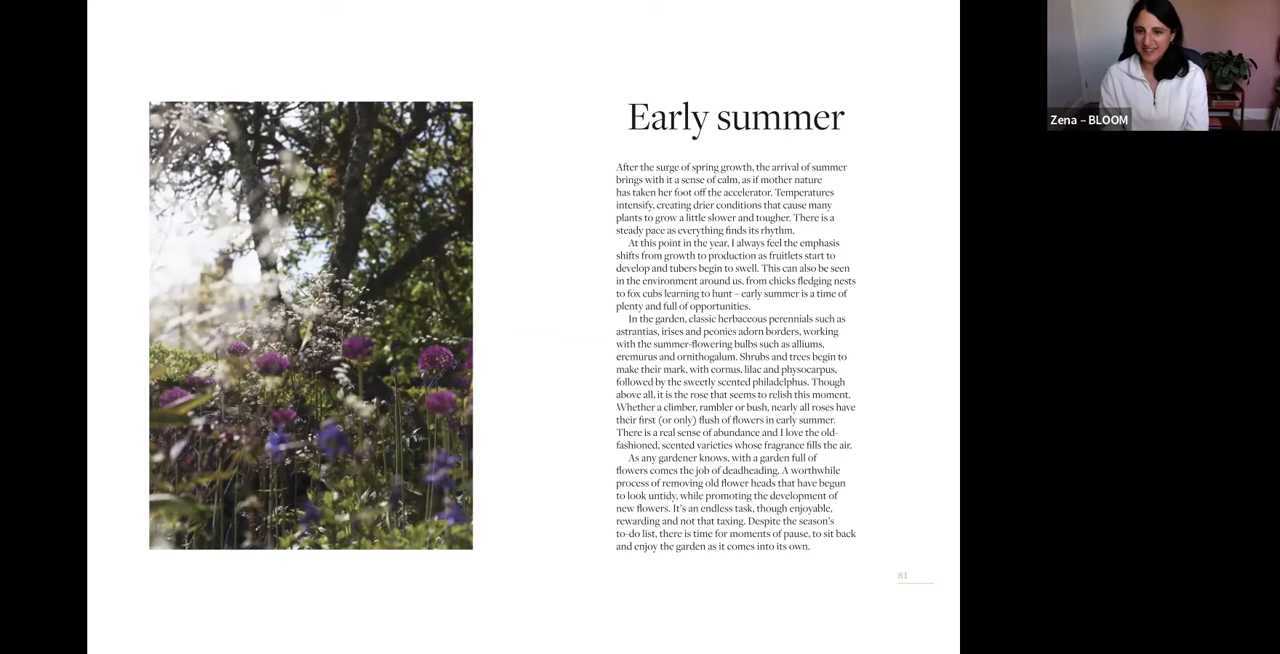 Early summer
After the surge of spring growth, the arrival of summer
brings with it a sense of calm, as if mother nature
has taken her foot off the accelerator. Temperatures
intensify, creating drier conditions that cause many
plants to grow a little slower and tougher. There is a
steady pace as everything finds its rhythm.
At this point in the year, I always feel the emphasis
shifts from growth to production as fruitlets start to
develop and tubers begin to swell. This can also be seen
in the environment around us, from chicks fledging nests
to fox cubs learning to hunt – early summer is a time of
plenty and full of opportunities.
In the garden, classic herbaceous perennials such as
astrantias, irises and peonies adorn borders, working
with the summer-flowering bulbs such as alliums,
eremurus and ornithogalum. Shrubs and trees begin to
make their mark, with cornus, lilac and physocarpus,
followed by the sweetly scented philadelphus. Though
above all, it is the rose that seems to relish this moment.
Whether a climber, rambler or bush, nearly all roses have
their first (or only) flush of flowers in early summer.
There is a real sense of abundance and I love the old-
fashioned, scented varieties whose fragrance fills the air.
As any gardener knows, with a garden full of
flowers comes the job of deadheading. A worthwhile
process of removing old flower heads that have begun
to look untidy, while promoting the development of
new flowers. It’s an endless task, though enjoyable,
rewarding and not that taxing. Despite the season’s
to-do list, there is time for moments of pause, to sit back
and enjoy the garden as it comes into its own.
81
Zena – BLOOM